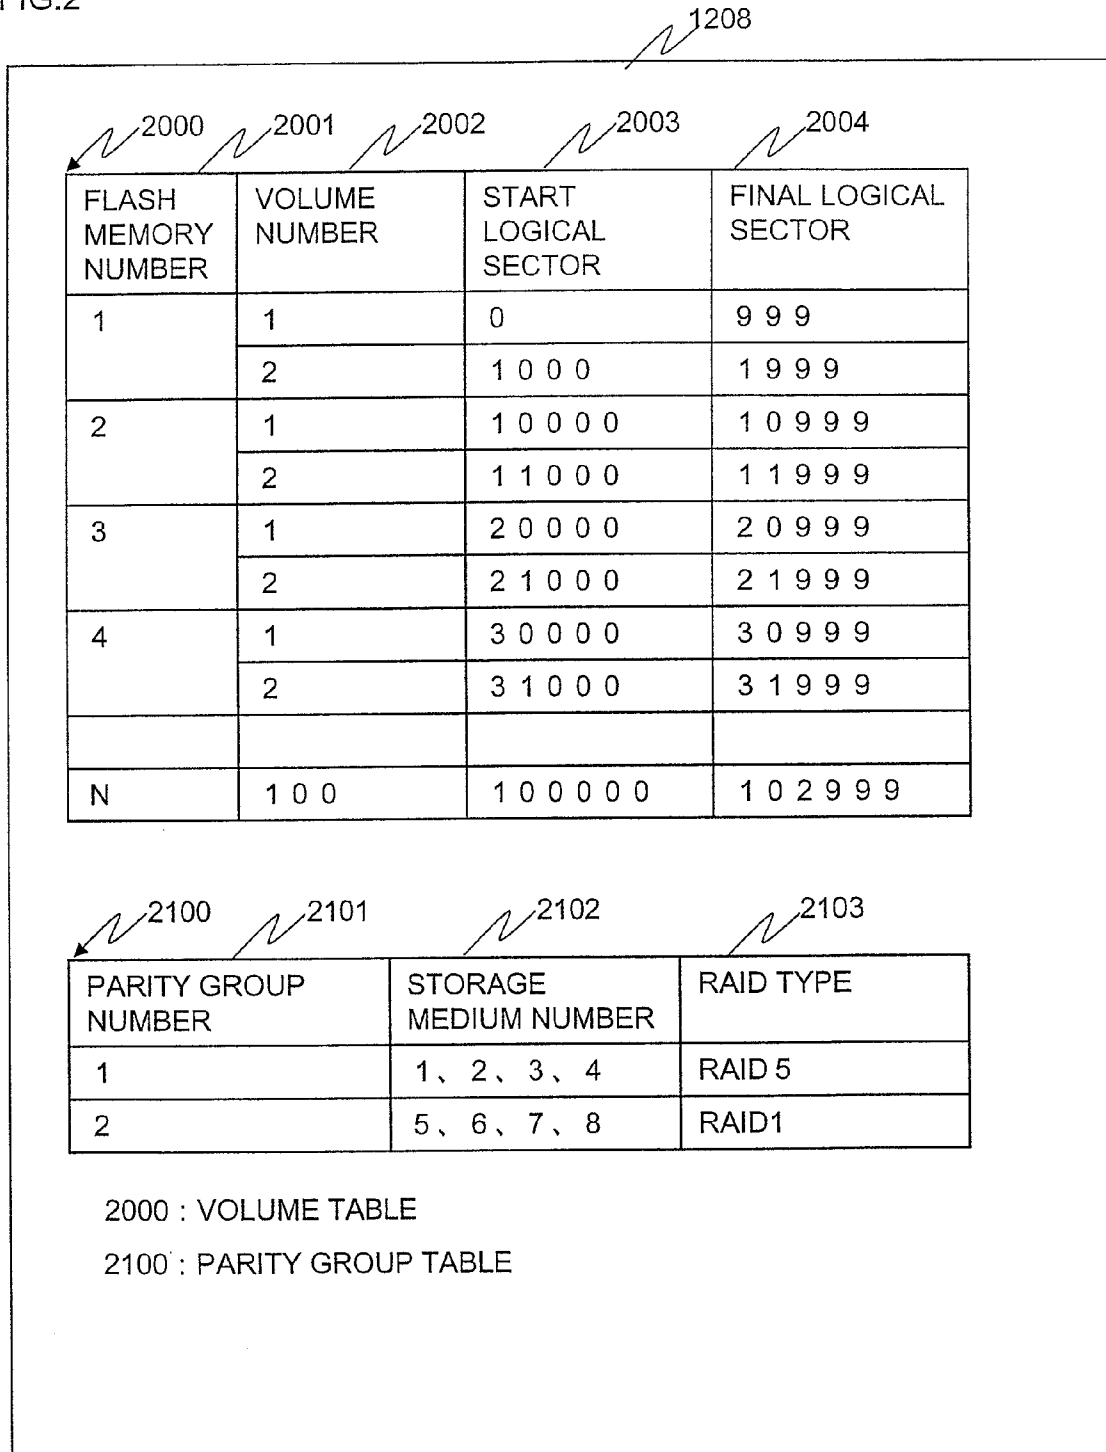 FIG.2
1208
2000 2001 2002 2003 2004
FLASH MEMORY NUMBER VOLUME NUMBER START LOGICAL SECTOR FINAL LOGICAL SECTOR
1 1 0 999
2 1000 1999
2 1 10000 10999
2 11000 11999
3 1 20000 20999
2 21000 21999
4 1 30000 30999
2 31000 31999
N 100 100000 102999
2100 2101 2102 2103
PARITY GROUP NUMBER STORAGE MEDIUM NUMBER RAID TYPE
1 1、2、3、4 RAID 5
2 5、6、7、8 RAID1
2000 : VOLUME TABLE
2100 : PARITY GROUP TABLE